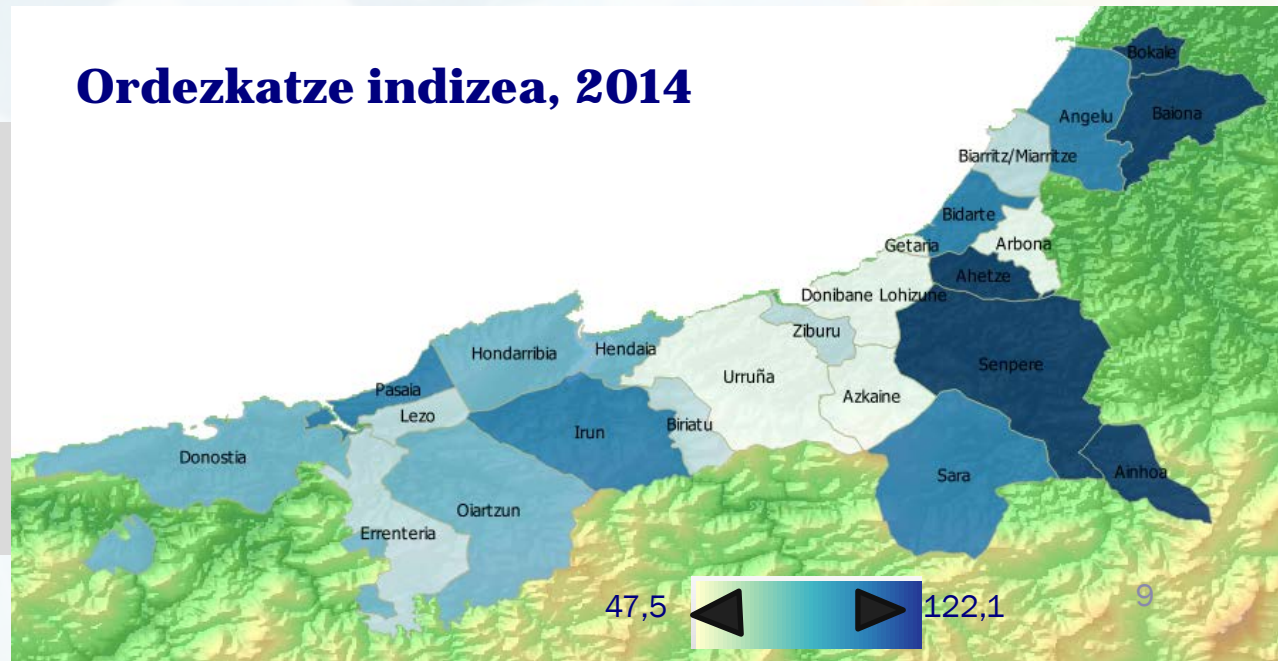 Ordezkatze indizea, 2014
Bokale
Angelu
Baiona
Biarritz/Miarritze
Bidarte
Getaria
Arbona
Ahetze
Donibane Lohizune
Ziburu
Hondarribia
Hendaia
Senpere
Urruña
Pasaia
Azkaine
Lezo
Irun
Biriatu
Donostia
Sara
Ainhoa
Oiartzun
Errenteria
47,5
122,1
9